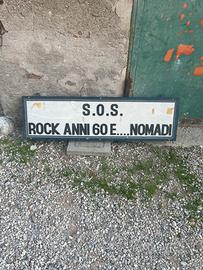 S.O.S.
ROCK ANNI 60 E....NOMADI